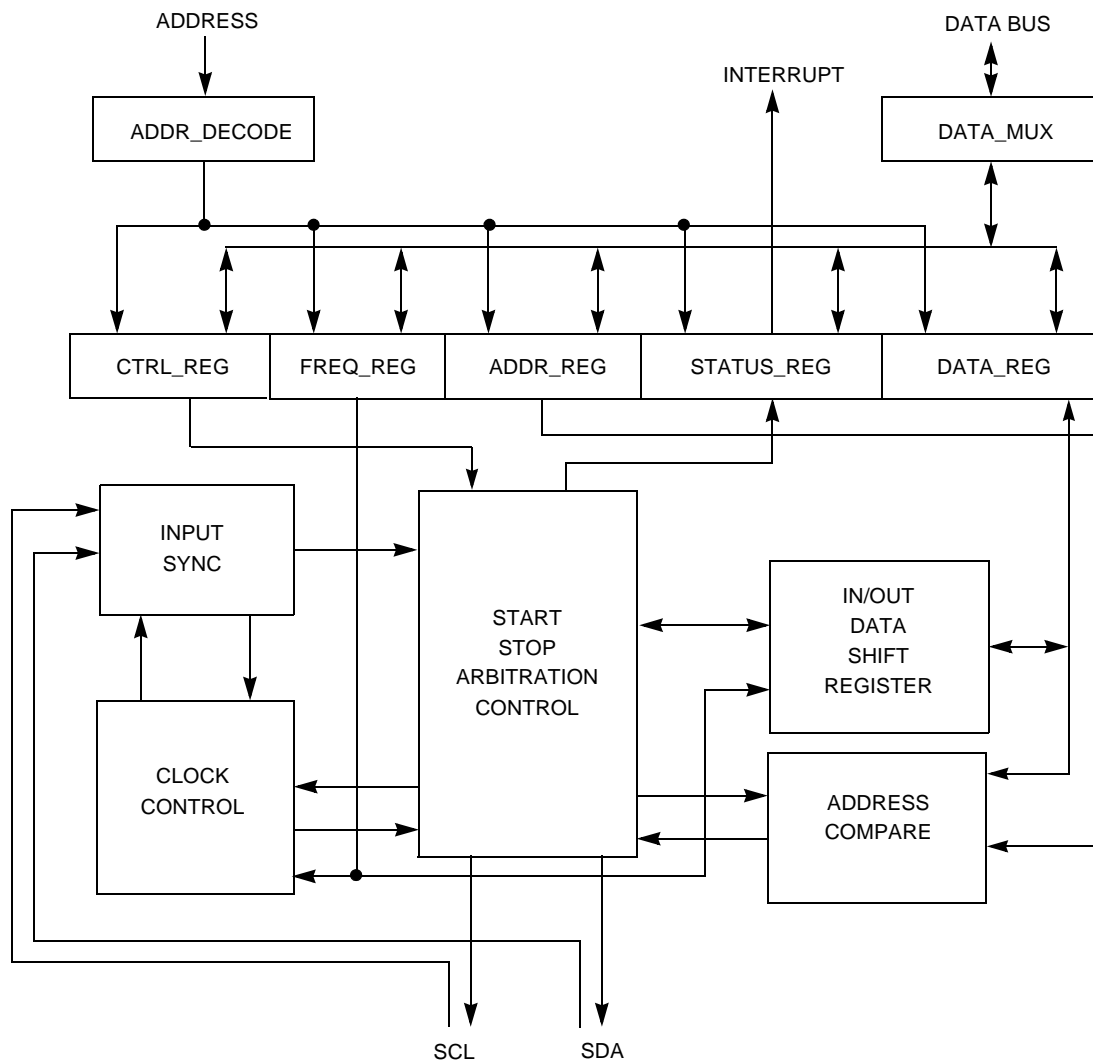 ADDRESS
DATA BUS
INTERRUPT
ADDR_DECODE
DATA_MUX
CTRL_REG
FREQ_REG
ADDR_REG
STATUS_REG
DATA_REG
INPUT
SYNC
START
STOP
ARBITRATION
CONTROL
IN/OUT
DATA
SHIFT
REGISTER
CLOCK
CONTROL
ADDRESS
COMPARE
SCL
SDA